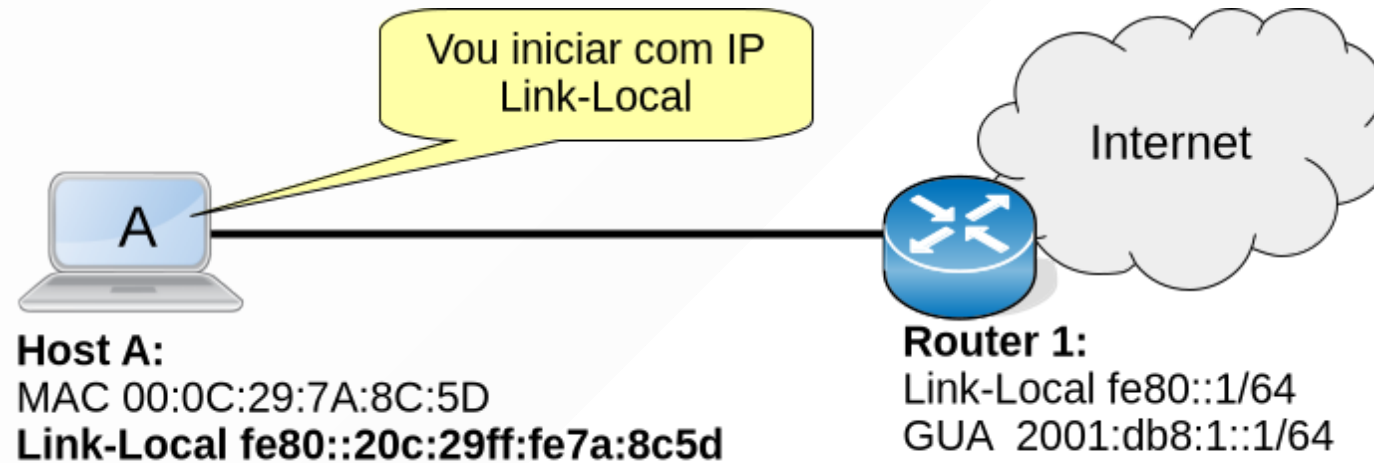 Vou iniciar com IP
Link-Local
Internet
A
Host A:
MAC 00:0C:29:7A:8C:5D
Link-Local fe80::20c:29ff:fe7a:8c5d
Router 1:
Link-Local fe80::1/64
GUA 2001:db8:1::1/64